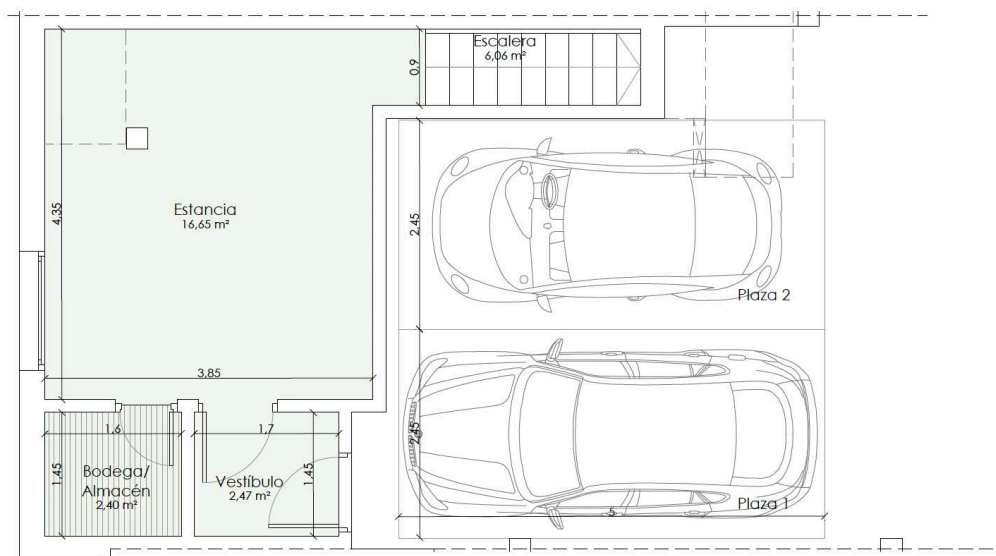 Escalera
6,06 m²
0,9
4,35
Estancia
16,65 m²
2,45
Plaza 2
3,85
1,6
1,7
2,45
1,45
Bodega/
Almacén
2,40 m²
Vestíbulo
2,47 m²
1,45
Plaza 1
5